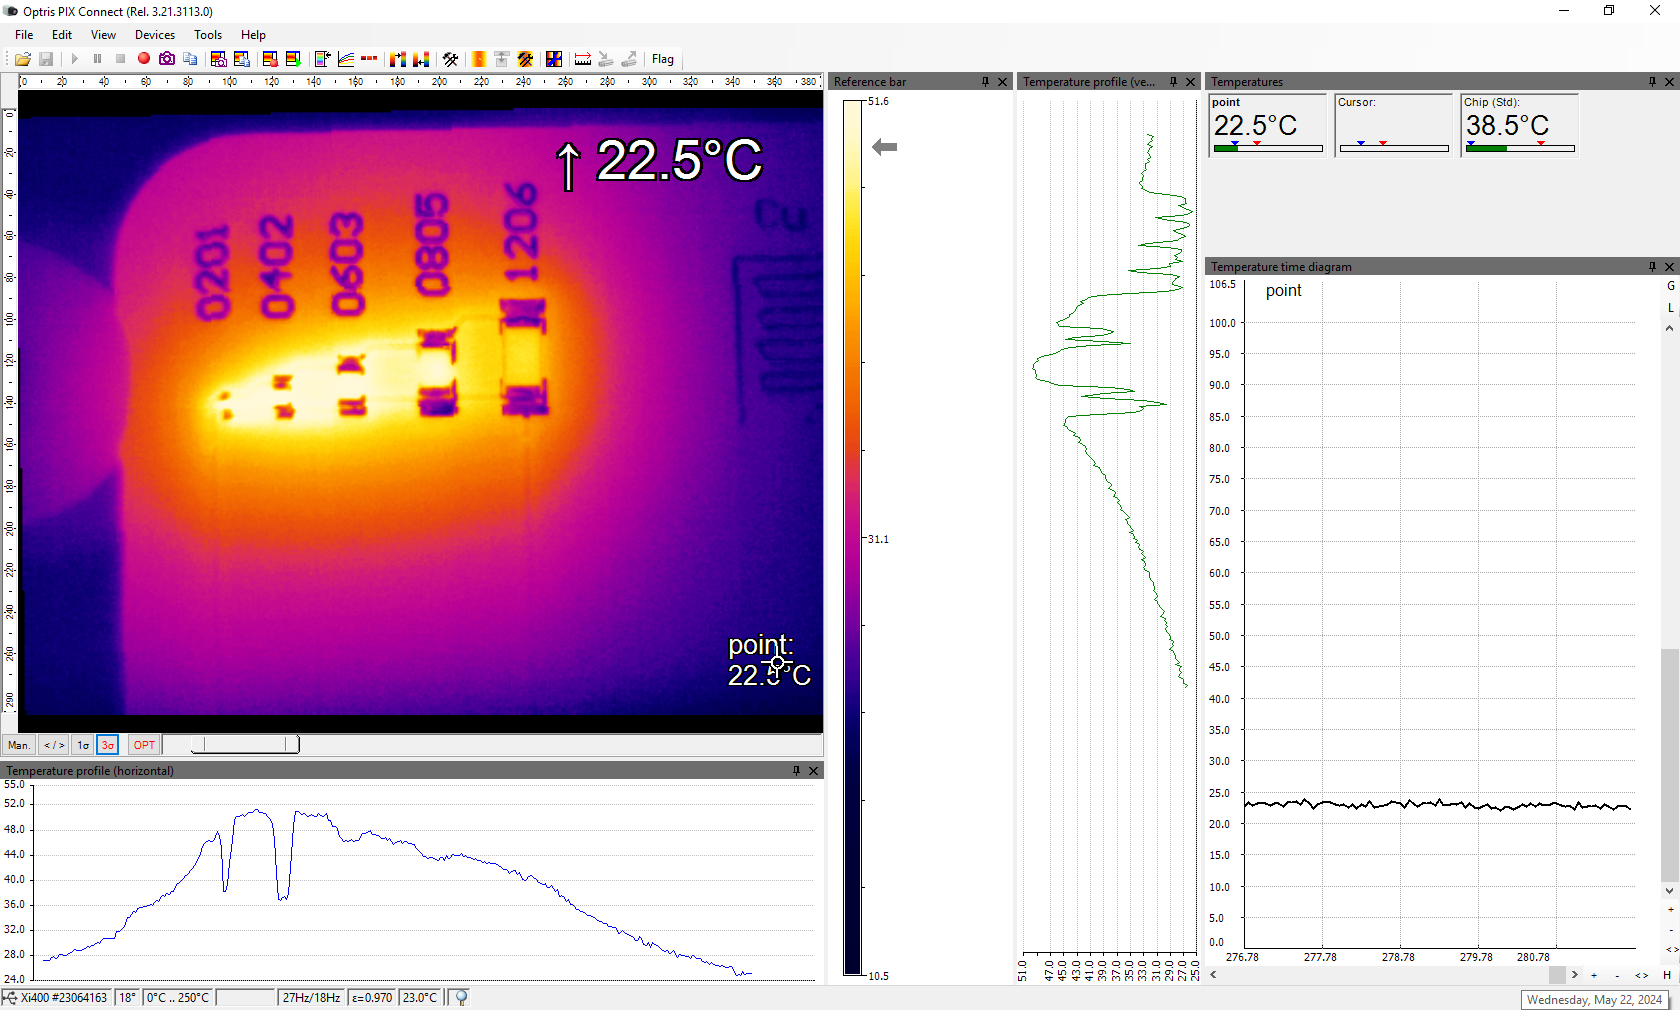 Optris PIX Connect (Rel. 3.21.3113.0)
File Edit View Devices Tools Help
Flag
0 20 40 60 80 100 120 140 160 180 200 220 240 260 280 300 320 340 360 380
0
20
40
60
80
100
120
140
160
180
200
220
240
260
290
↑ 22.5°C
0201
0402
0603
0805
1206
point:
22.5°C
Man. < / > 1σ 3σ OPT
Temperature profile (horizontal)
55.0
52.0
48.0
44.0
40.0
36.0
32.0
28.0
24.0
Reference bar
51.6
31.1
10.5
Temperature profile (ve...
51.0 47.0 45.0 43.0 41.0 39.0 37.0 35.0 33.0 31.0 29.0 27.0 25.0
Temperatures
point
22.5°C
Cursor:
Chip (Std):
38.5°C
Temperature time diagram
point
106.5
100.0
95.0
90.0
85.0
80.0
75.0
70.0
65.0
60.0
55.0
50.0
45.0
40.0
35.0
30.0
25.0
20.0
15.0
10.0
5.0
0.0
276.78 277.78 278.78 279.78 280.78
G
L
+
-
<>
< > + - <> H
Xi400 #23064163 18° 0°C .. 250°C 27Hz/18Hz ε=0.970 23.0°C
Wednesday, May 22, 2024